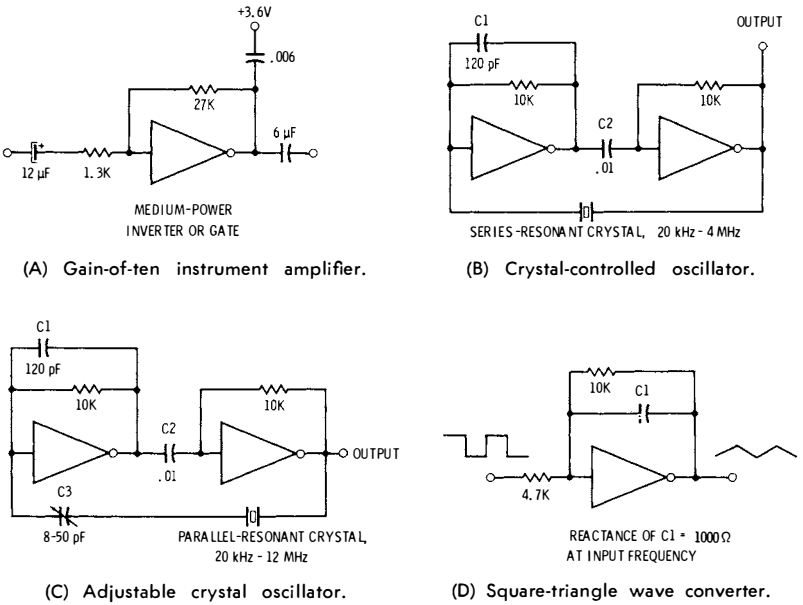 +3.6V
.006
27K
6 µF
12 µF
+
1.3K
MEDIUM-POWER
INVERTER OR GATE
(A) Gain-of-ten instrument amplifier.
C1
120 pF
10K
C2
.01
10K
OUTPUT
SERIES-RESONANT CRYSTAL, 20 kHz - 4 MHz
(B) Crystal-controlled oscillator.
C1
120 pF
10K
C2
.01
10K
OUTPUT
C3
8-50 pF
PARALLEL-RESONANT CRYSTAL,
20 kHz - 12 MHz
(C) Adjustable crystal oscillator.
10K
C1
4.7K
REACTANCE OF C1 = 1000Ω
AT INPUT FREQUENCY
(D) Square-triangle wave converter.